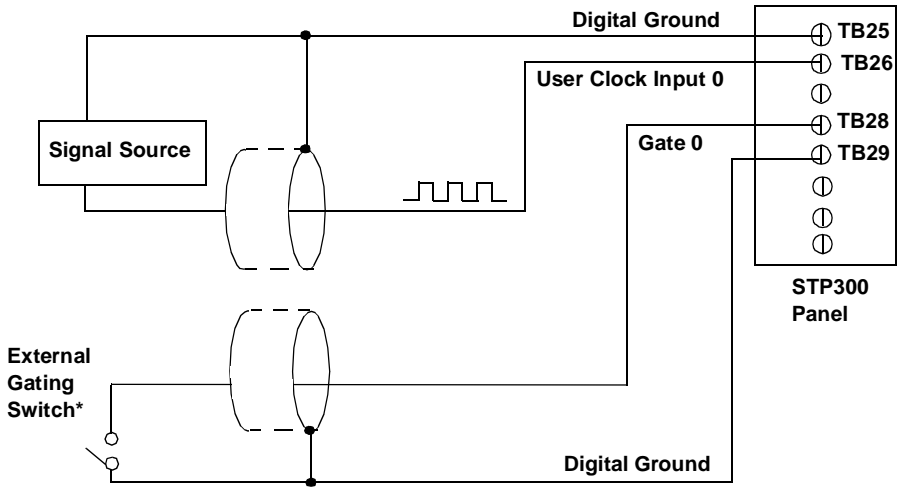 Digital Ground
TB25
User Clock Input 0
TB26
Signal Source
Gate 0
TB28
TB29
STP300
Panel
External
Gating
Switch*
Digital Ground